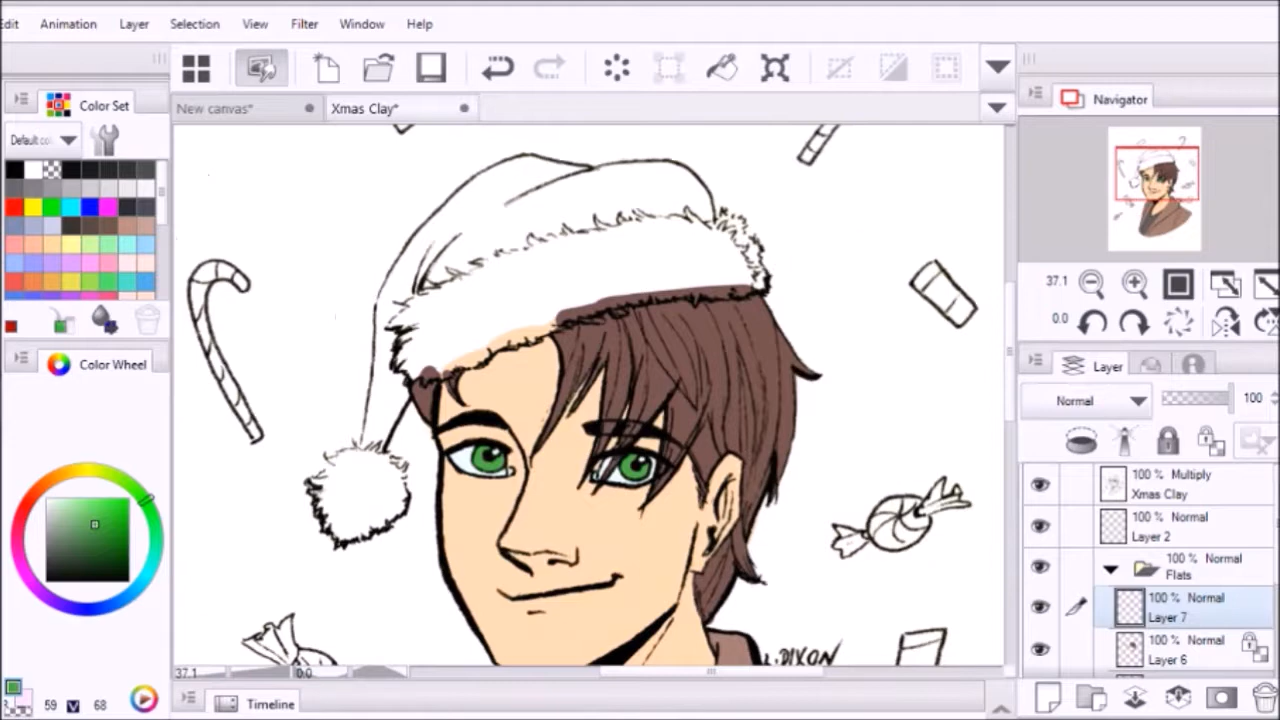 Edit Animation Layer Selection View Filter Window Help
Color Set
New canvas* Xmas Clay*
Navigator
Default co
37.1
0.0
Color Wheel
Layer
Normal 100
100 % Multiply
Xmas Clay
100 % Normal
Layer 2
100 % Normal
Flats
100 % Normal
Layer 7
100 % Normal
Layer 6
L.DIXON
37.1 0.0
59 V 68
Timeline